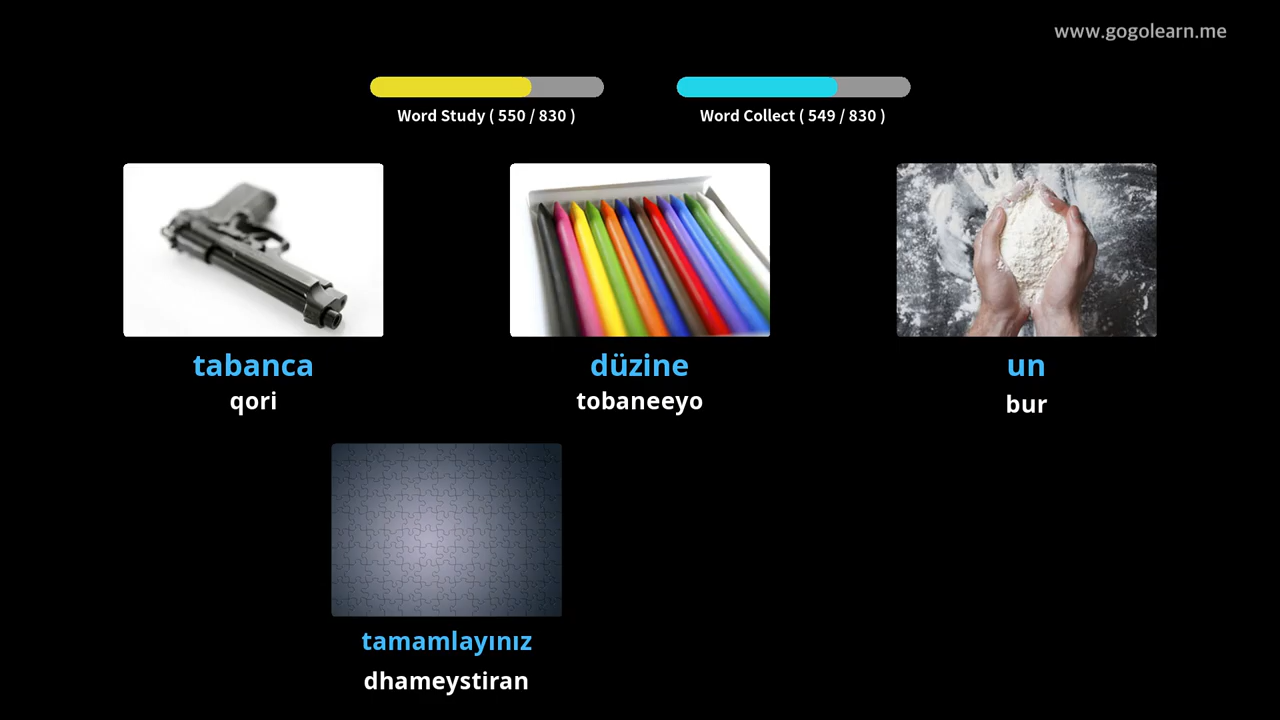 www.gogolearn.me
Word Study ( 550 / 830 )
Word Collect ( 549 / 830 )
tabanca
qori
düzine
tobaneeyo
un
bur
tamamlayınız
dhameystiran